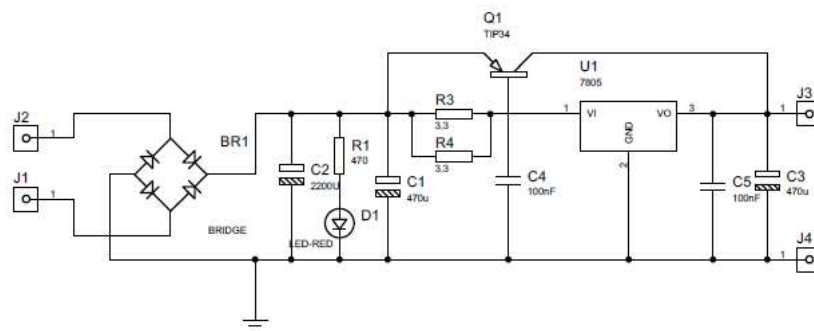 Q1
TIP34
U1
7805
J2
1
BR1
R3
3.3
1
VI
VO
3
1
J3
GND
R1
470
R4
3.3
2
C2
2200U
C1
470u
C4
100nF
C5
100nF
C3
470u
J1
1
D1
BRIDGE
LED-RED
J4
1